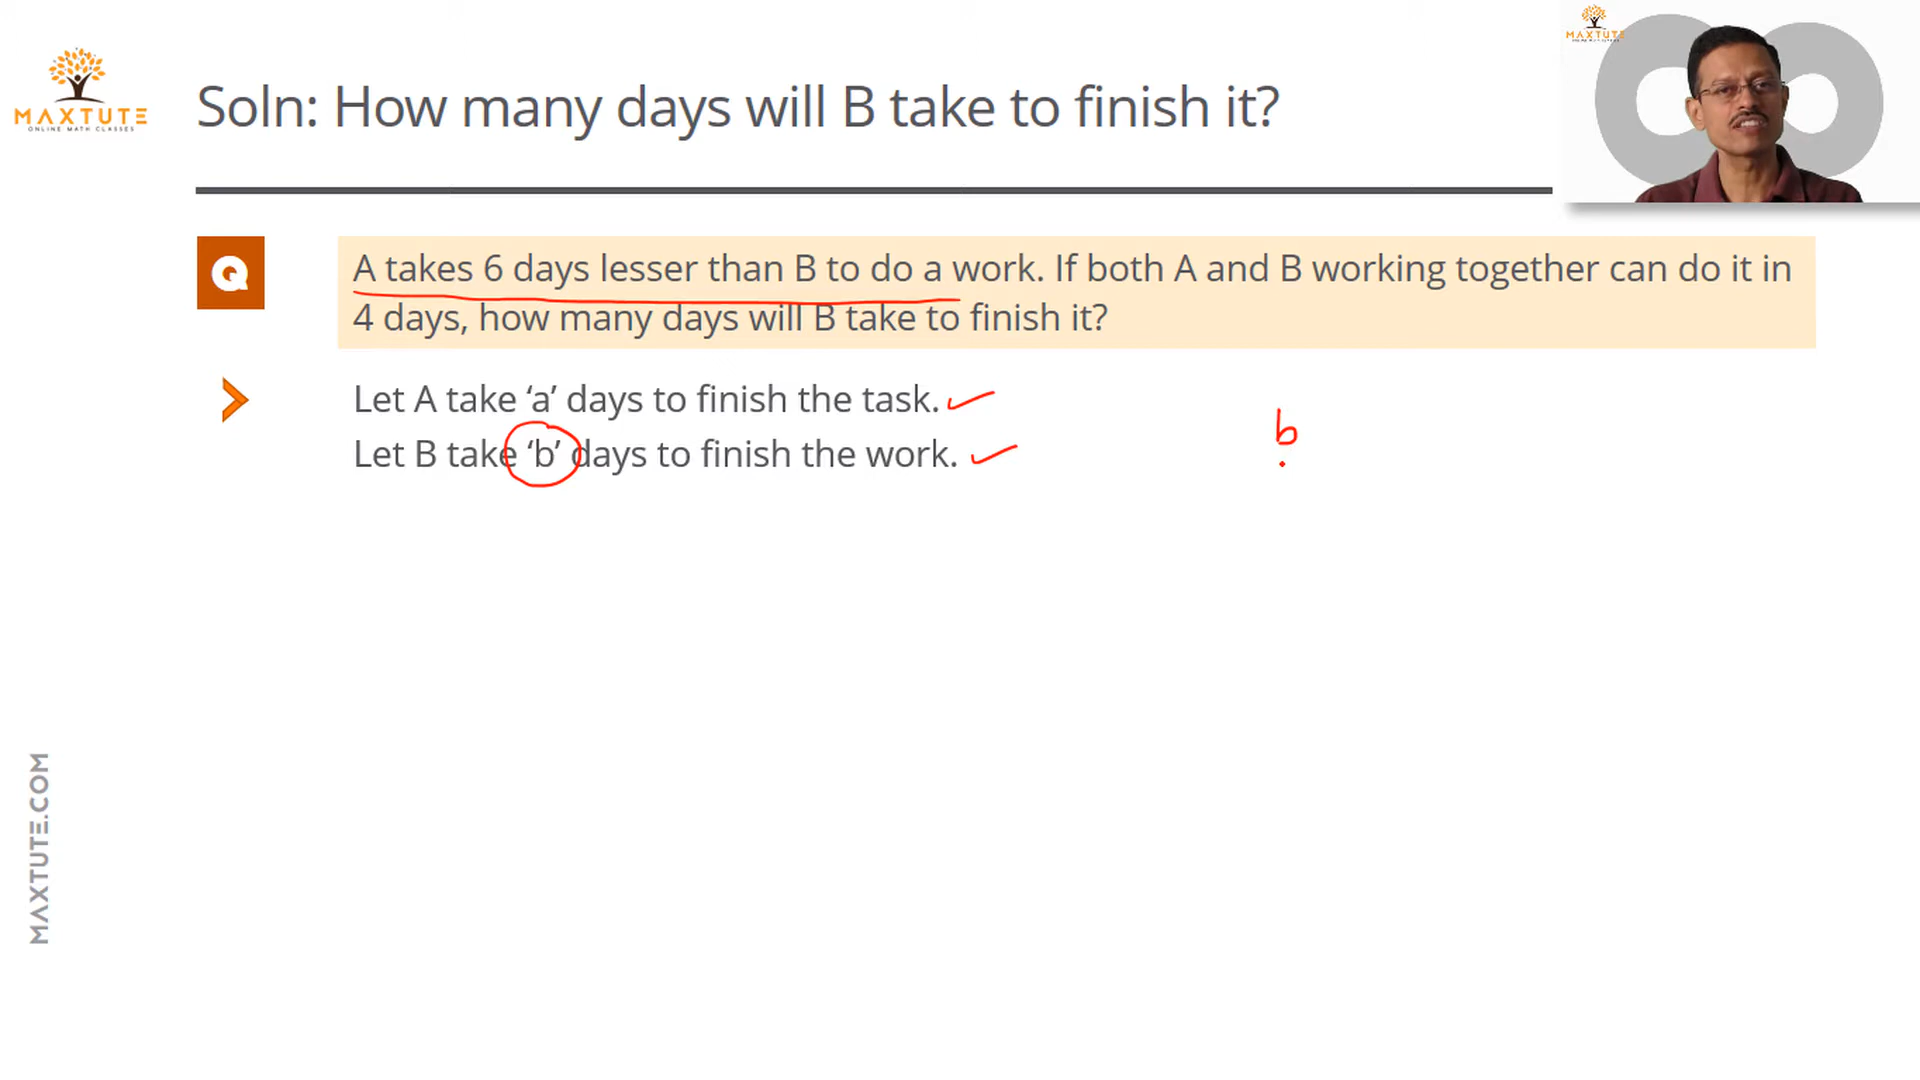 MAXTUTE
ONLINE MATH CLASSES
Soln: How many days will B take to finish it?
MAXTUTE
Q
A takes 6 days lesser than B to do a work. If both A and B working together can do it in
4 days, how many days will B take to finish it?
Let A take ‘a’ days to finish the task.
Let B take ‘b’ days to finish the work.
b
MAXTUTE.COM